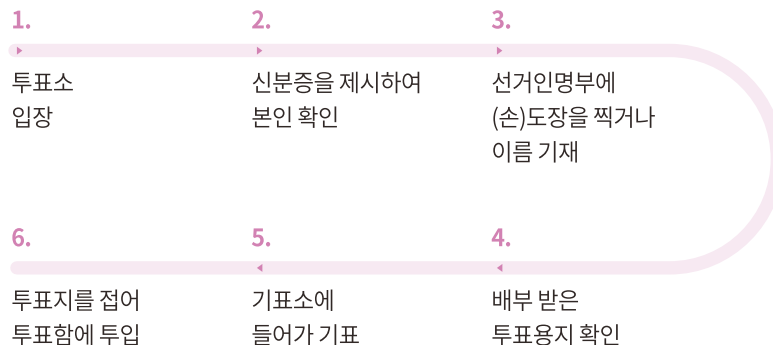 1.
투표소
입장
2.
신분증을 제시하여
본인 확인
3.
선거인명부에
(손)도장을 찍거나
이름 기재
4.
배부 받은
투표용지 확인
5.
기표소에
들어가 기표
6.
투표지를 접어
투표함에 투입